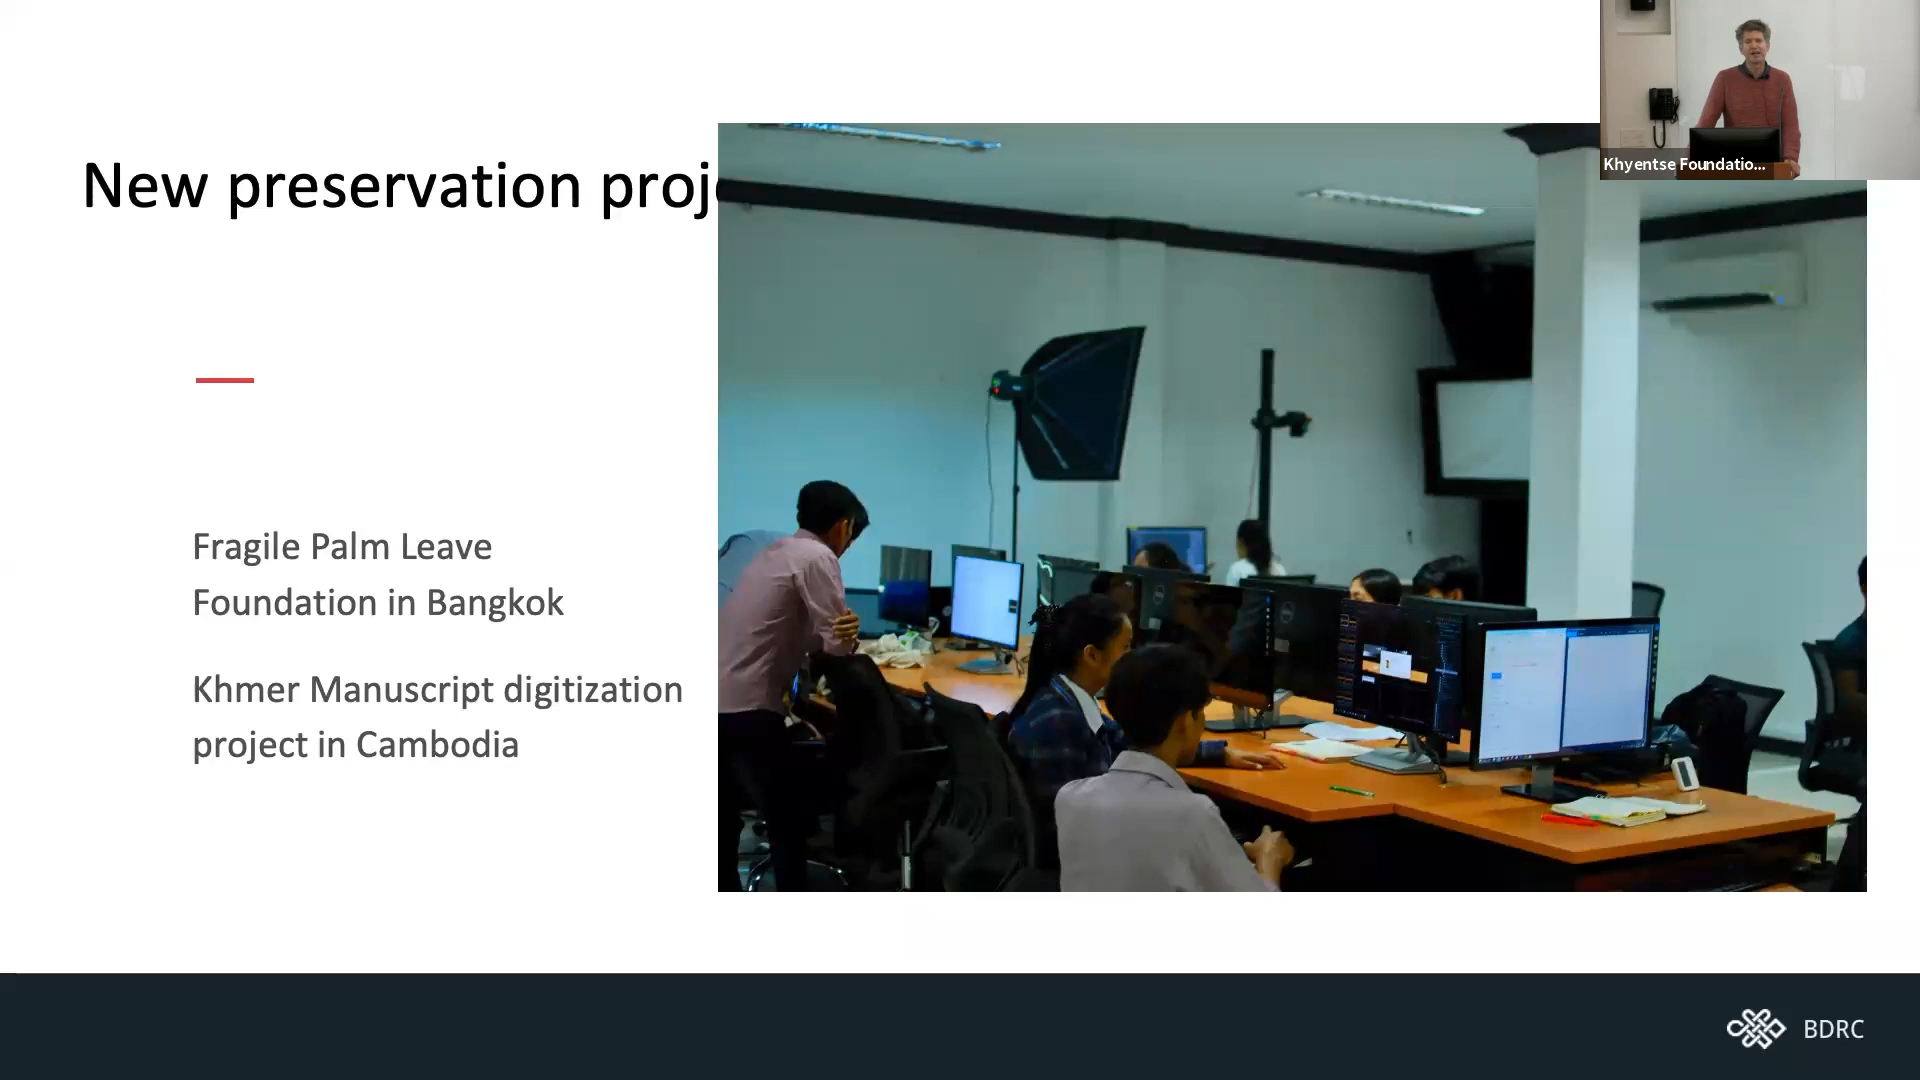 New preservation proj
Khyentse Foundatio...
Fragile Palm Leave
Foundation in Bangkok
Khmer Manuscript digitization
project in Cambodia
BDRC